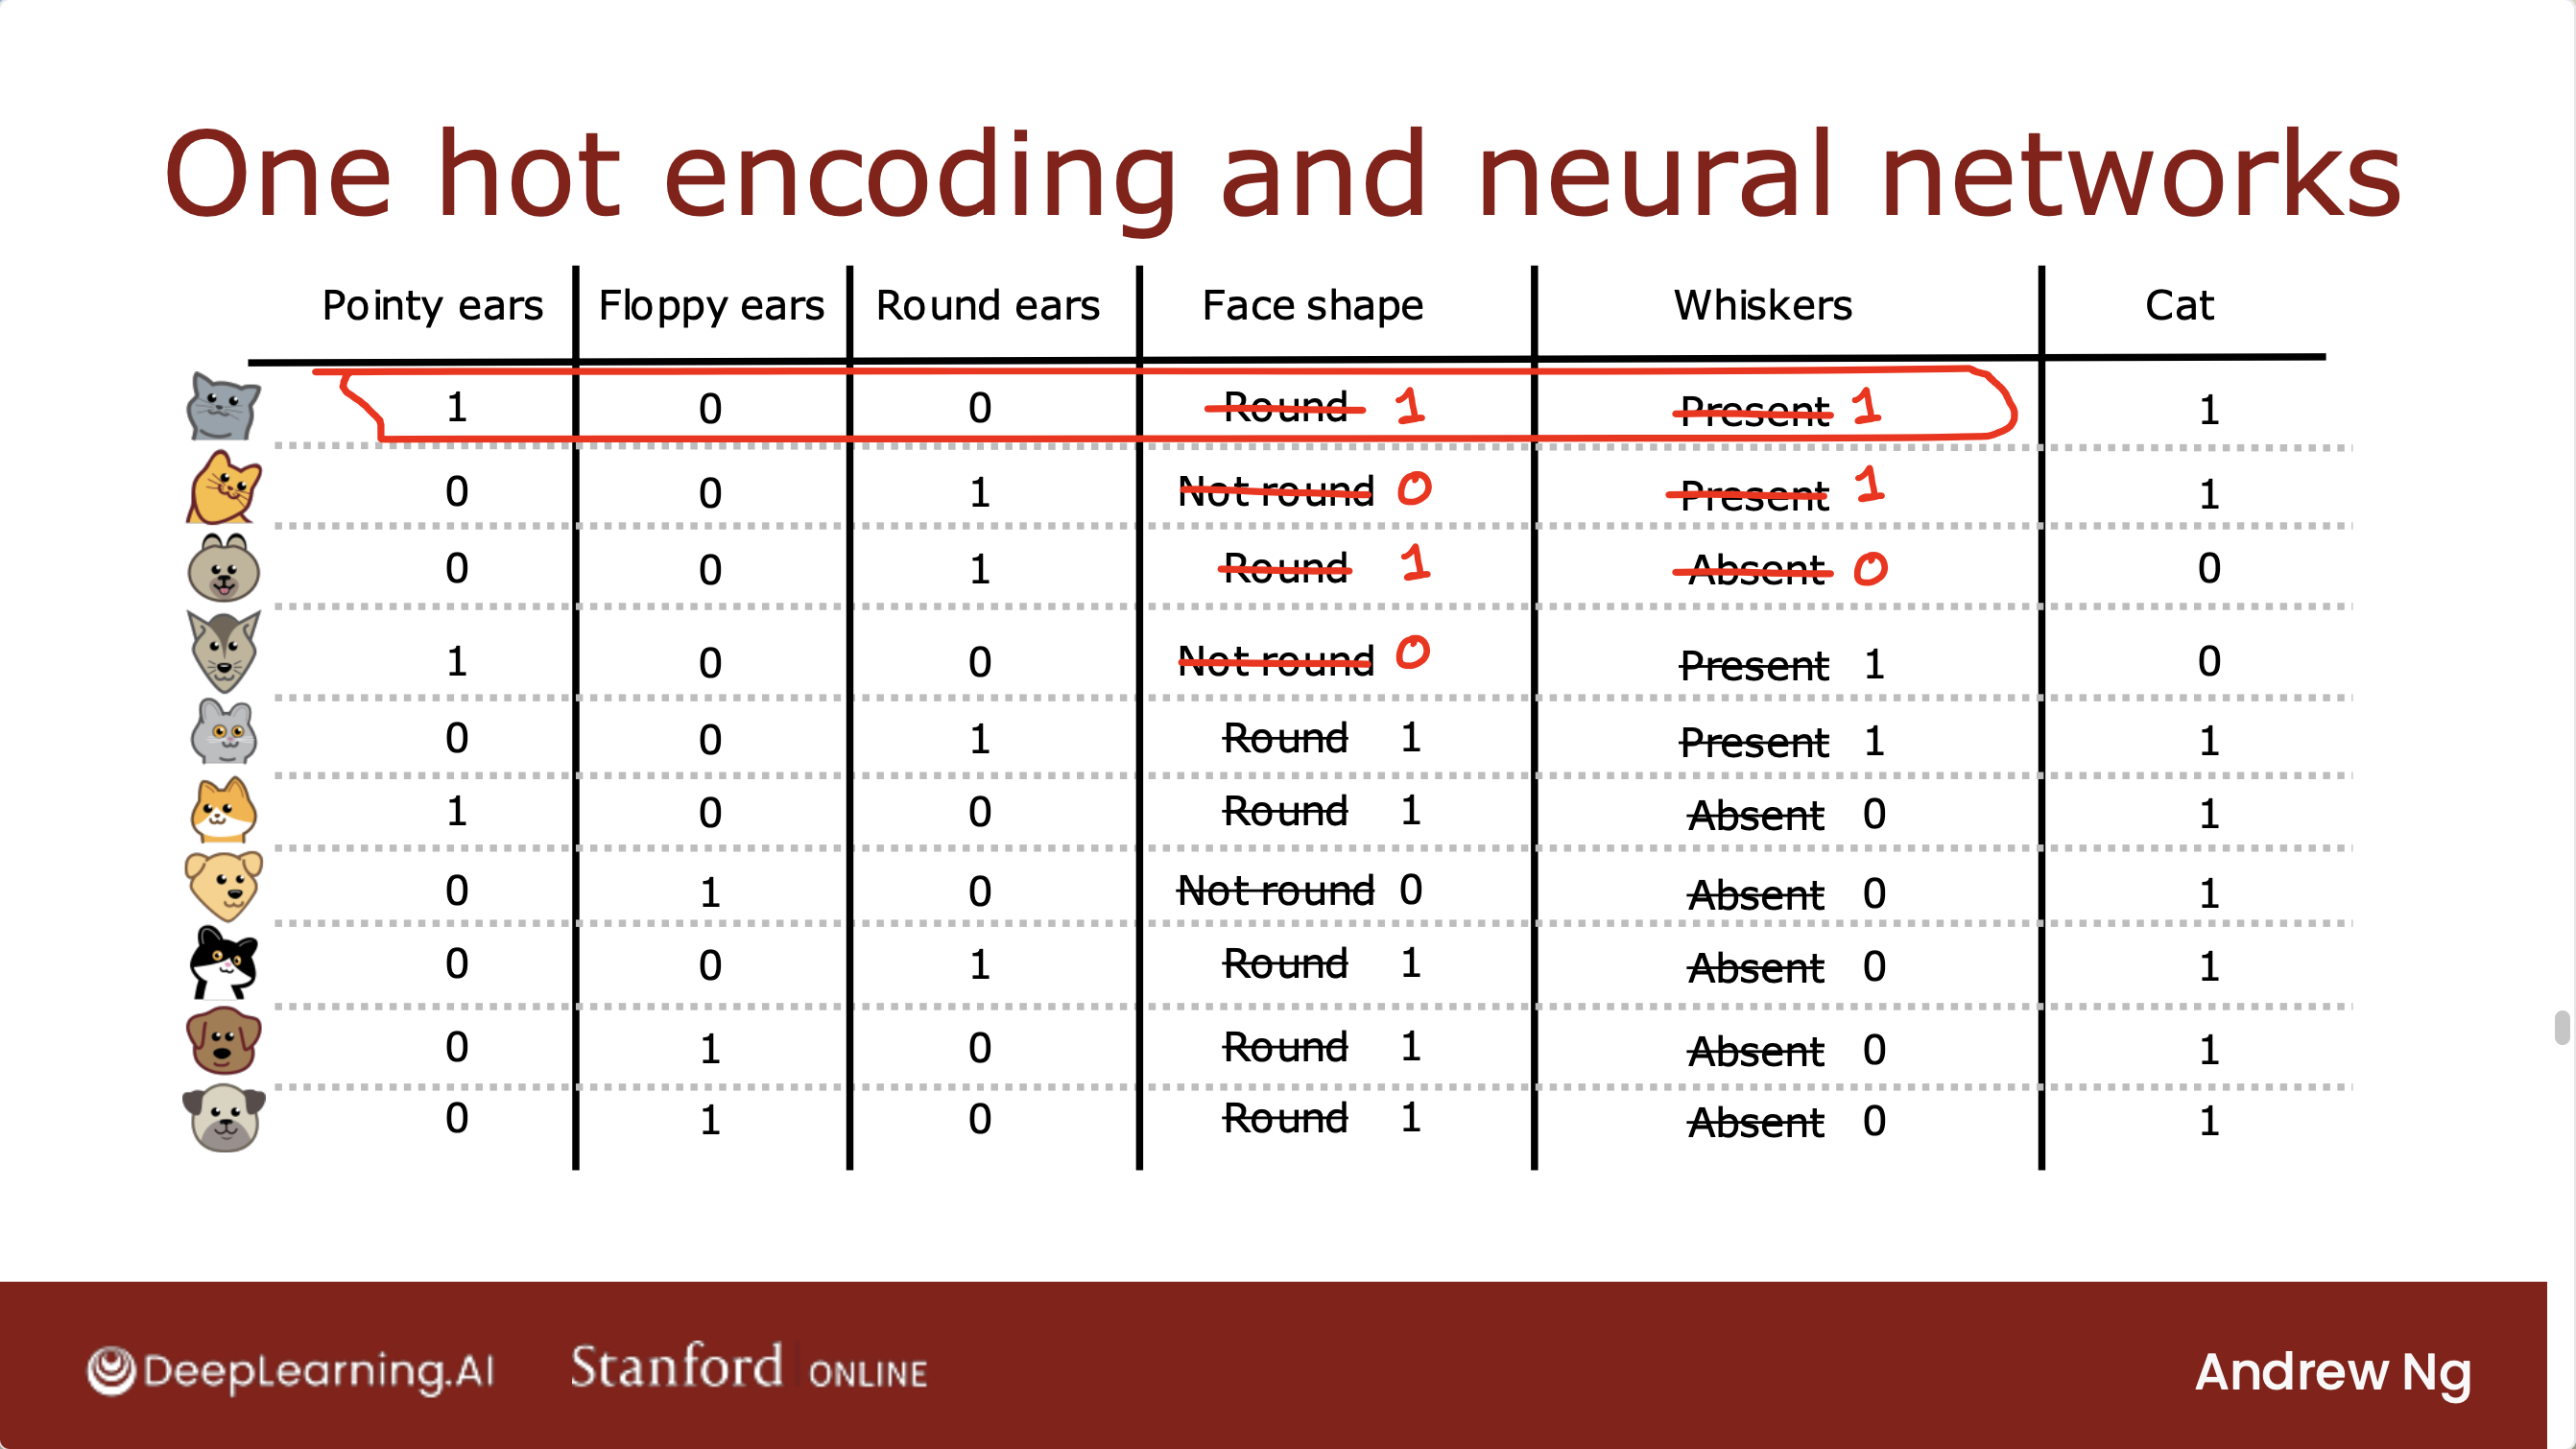 One hot encoding and neural networks
Pointy ears Floppy ears Round ears Face shape Whiskers Cat
1 0 0 Round 1 Present 1 1
0 0 1 Not round 0 Present 1 1
0 0 1 Round 1 Absent 0 0
1 0 0 Not round 0 Present 1 0
0 0 1 Round 1 Present 1 1
1 0 0 Round 1 Absent 0 1
0 1 0 Not round 0 Absent 0 1
0 0 1 Round 1 Absent 0 1
0 1 0 Round 1 Absent 0 1
0 1 0 Round 1 Absent 0 1
DeepLearning.AI Stanford ONLINE Andrew Ng